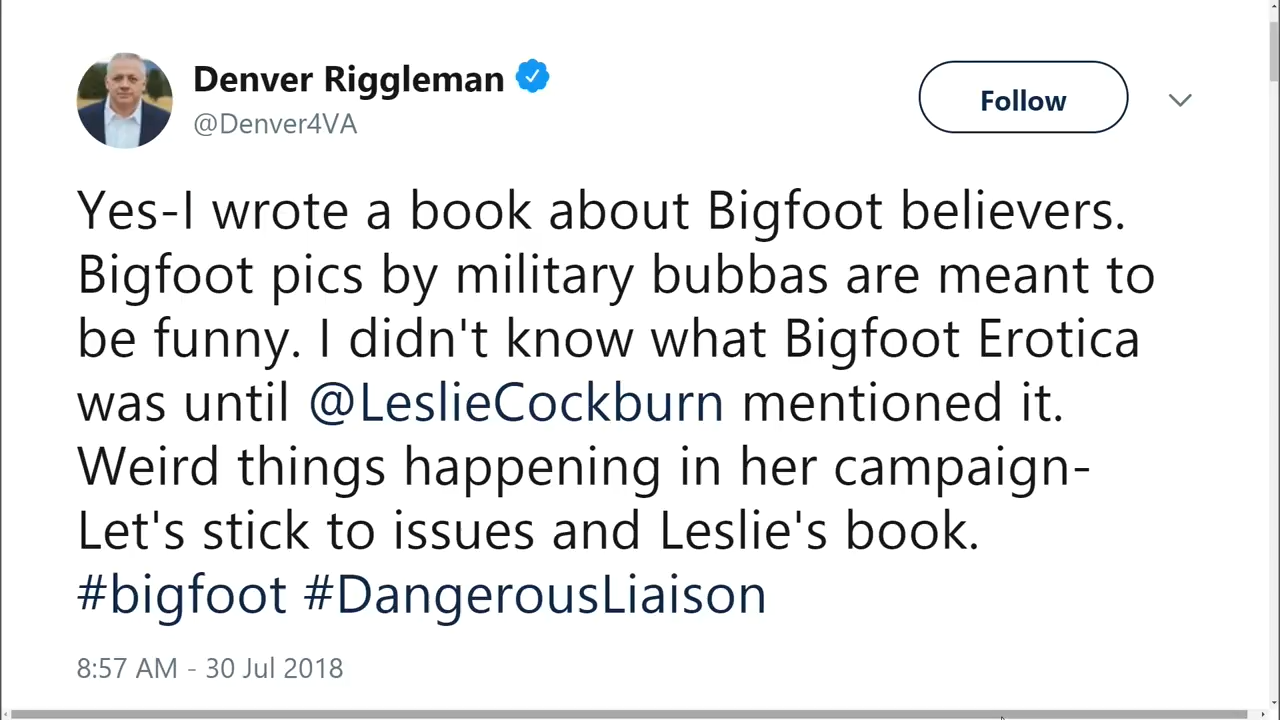 Denver Riggleman
@Denver4VA
Follow
Yes-I wrote a book about Bigfoot believers.
Bigfoot pics by military bubbas are meant to
be funny. I didn't know what Bigfoot Erotica
was until @LeslieCockburn mentioned it.
Weird things happening in her campaign-
Let's stick to issues and Leslie's book.
#bigfoot #DangerousLiaison
8:57 AM - 30 Jul 2018